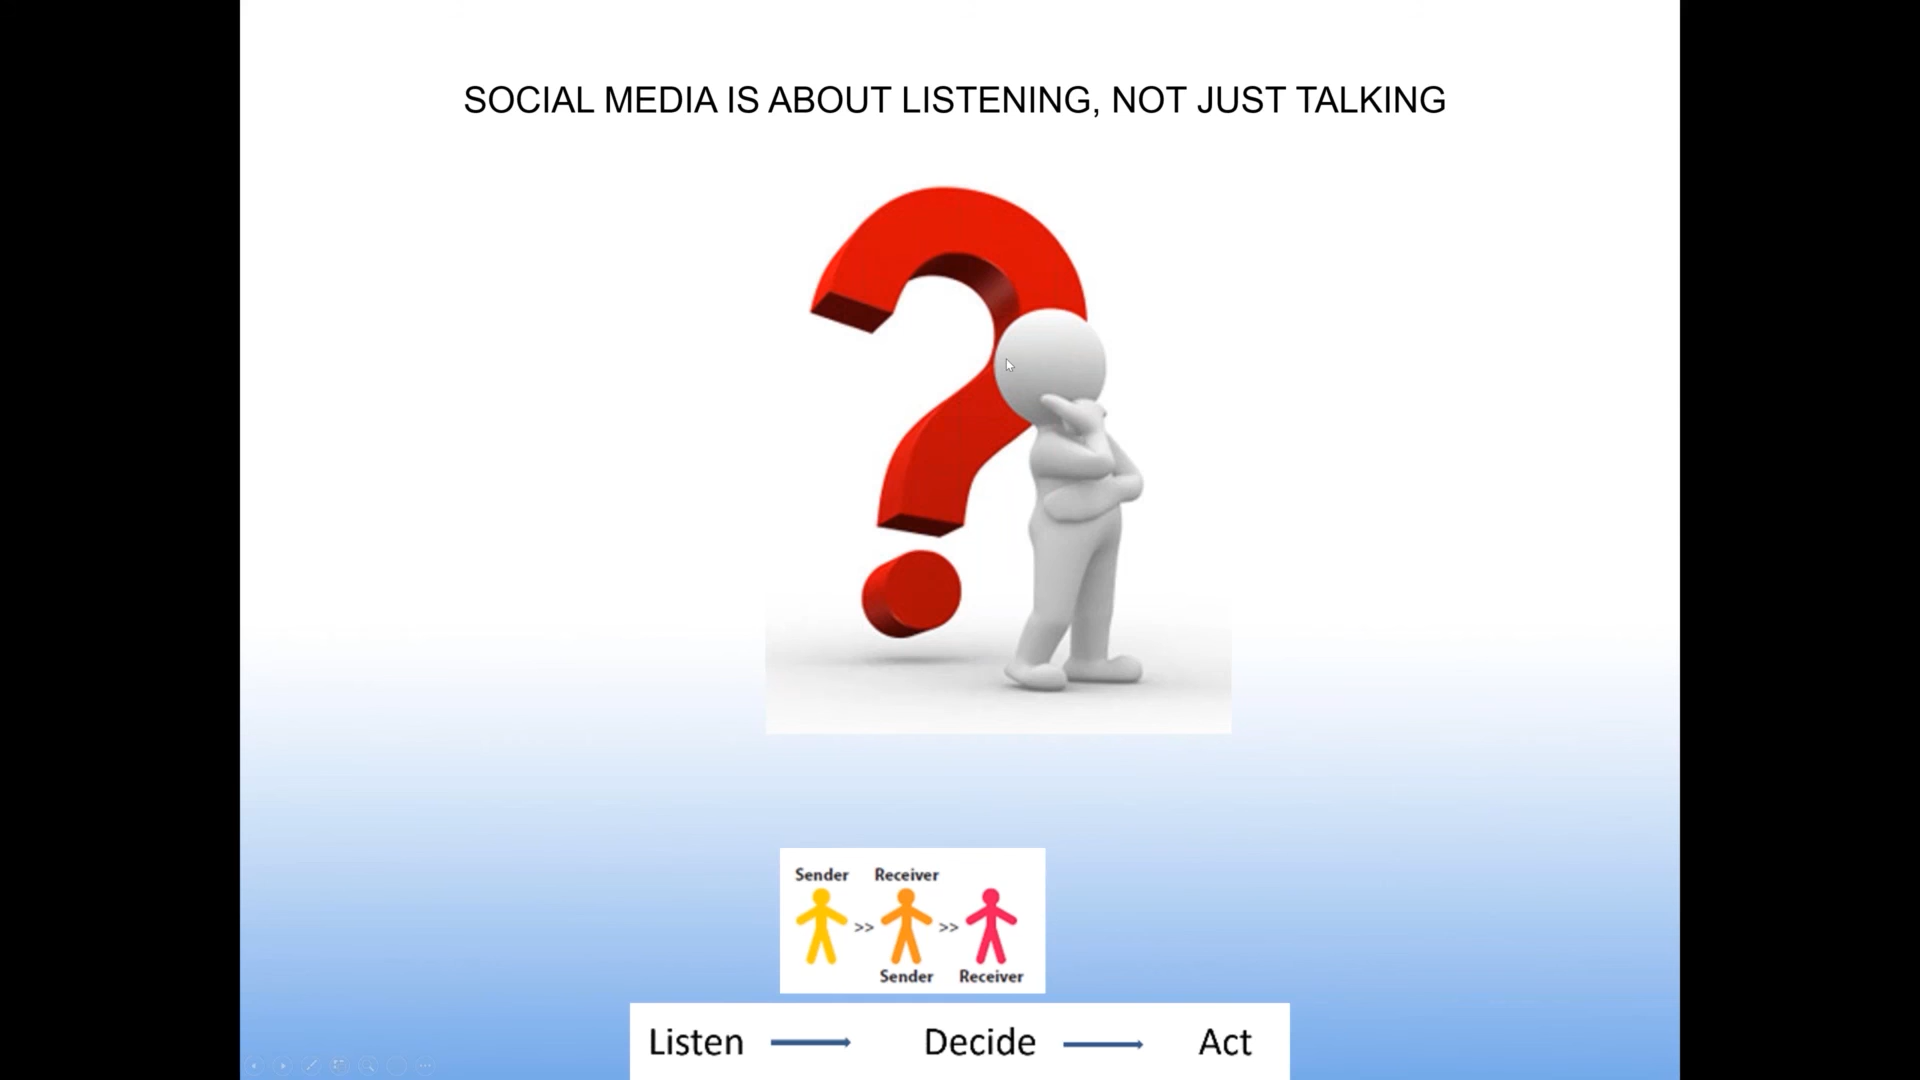 SOCIAL MEDIA IS ABOUT LISTENING, NOT JUST TALKING
Sender Receiver
>> >>
Sender Receiver
Listen Decide Act